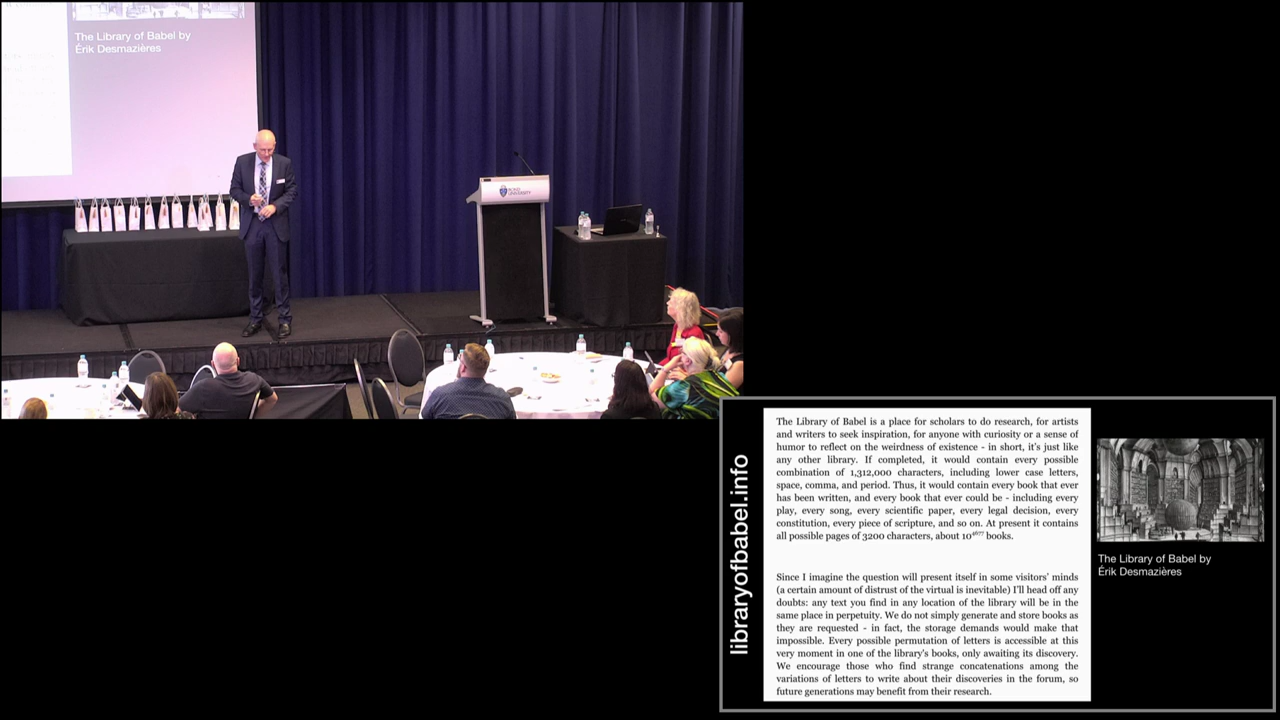 The Library of Babel by
Érik Desmazières
BOND
UNIVERSITY
libraryofbabel.info
The Library of Babel is a place for scholars to do research, for artists
and writers to seek inspiration, for anyone with curiosity or a sense of
humor to reflect on the weirdness of existence - in short, it's just like
any other library. If completed, it would contain every possible
combination of 1,312,000 characters, including lower case letters,
space, comma, and period. Thus, it would contain every book that ever
has been written, and every book that ever could be - including every
play, every song, every scientific paper, every legal decision, every
constitution, every piece of scripture, and so on. At present it contains
all possible pages of 3200 characters, about 10⁴⁶⁷⁷ books.
Since I imagine the question will present itself in some visitors' minds
(a certain amount of distrust of the virtual is inevitable) I'll head off any
doubts: any text you find in any location of the library will be in the
same place in perpetuity. We do not simply generate and store books as
they are requested - in fact, the storage demands would make that
impossible. Every possible permutation of letters is accessible at this
very moment in one of the library's books, only awaiting its discovery.
We encourage those who find strange concatenations among the
variations of letters to write about their discoveries in the forum, so
future generations may benefit from their research.
The Library of Babel by
Érik Desmazières